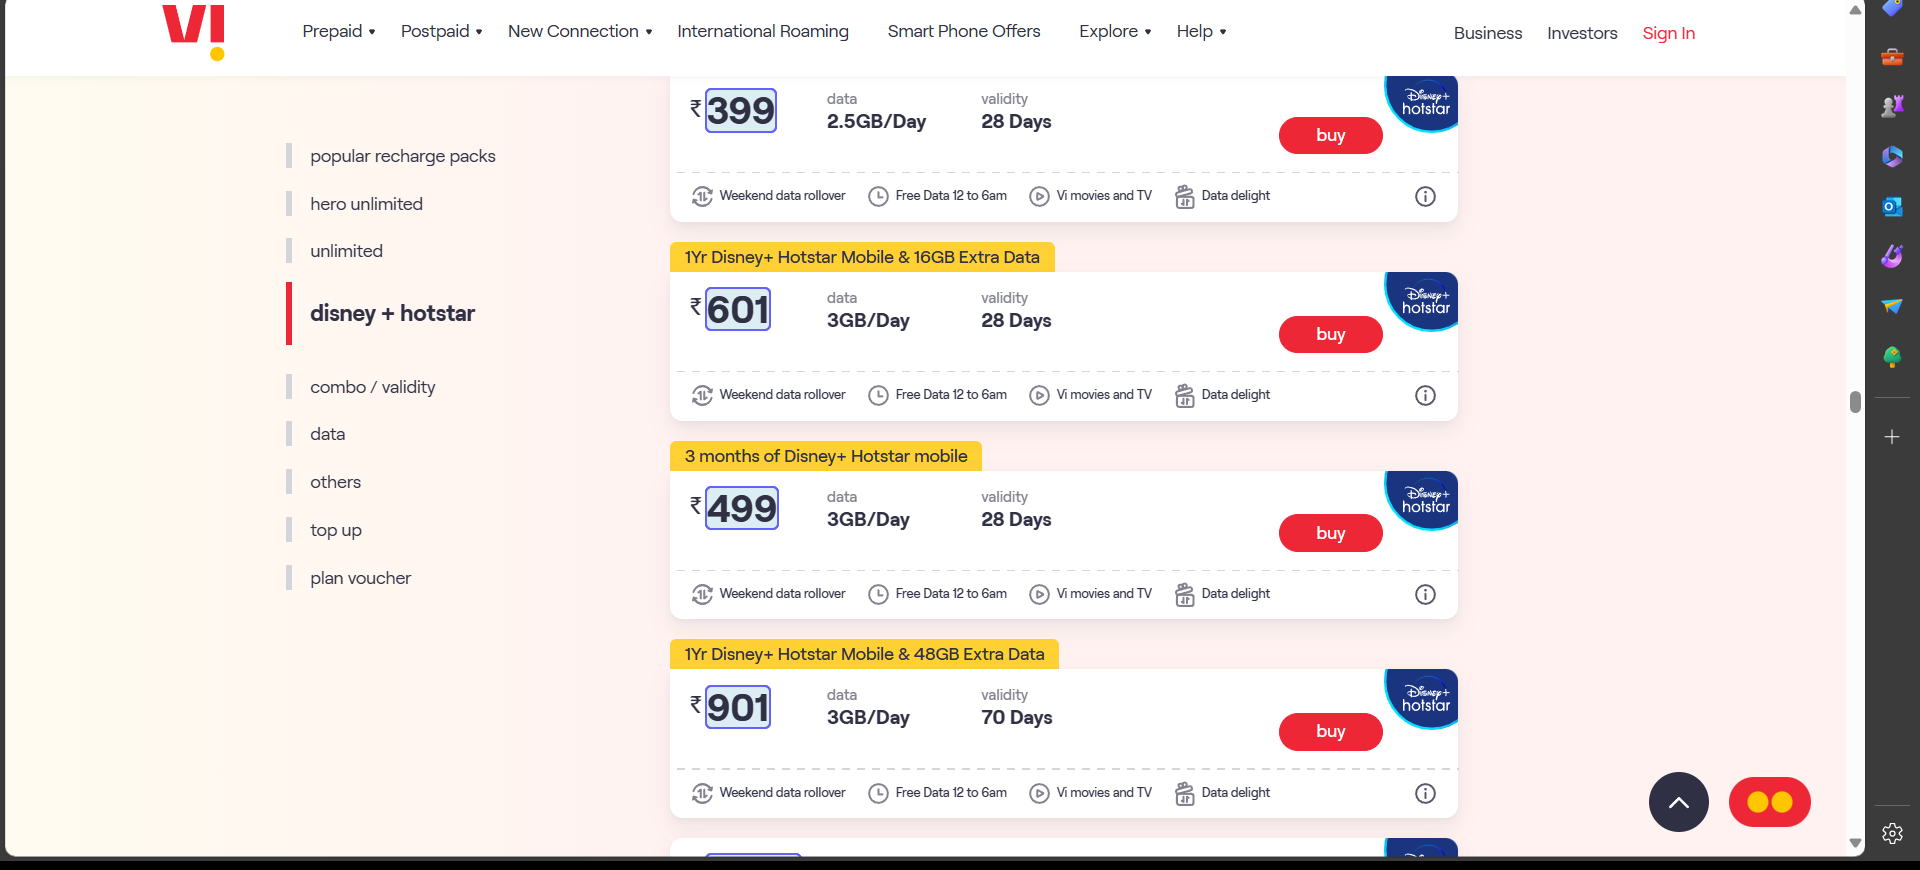 VI
Prepaid Postpaid New Connection International Roaming Smart Phone Offers Explore Help Business Investors Sign In
popular recharge packs
hero unlimited
unlimited
disney + hotstar
combo / validity
data
others
top up
plan voucher
₹ 399 data validity
2.5GB/Day 28 Days
buy
Disney+ hotstar
Weekend data rollover Free Data 12 to 6am Vi movies and TV Data delight
1Yr Disney+ Hotstar Mobile & 16GB Extra Data
₹ 601 data validity
3GB/Day 28 Days
buy
Disney+ hotstar
Weekend data rollover Free Data 12 to 6am Vi movies and TV Data delight
3 months of Disney+ Hotstar mobile
₹ 499 data validity
3GB/Day 28 Days
buy
Disney+ hotstar
Weekend data rollover Free Data 12 to 6am Vi movies and TV Data delight
1Yr Disney+ Hotstar Mobile & 48GB Extra Data
₹ 901 data validity
3GB/Day 70 Days
buy
Disney+ hotstar
Weekend data rollover Free Data 12 to 6am Vi movies and TV Data delight